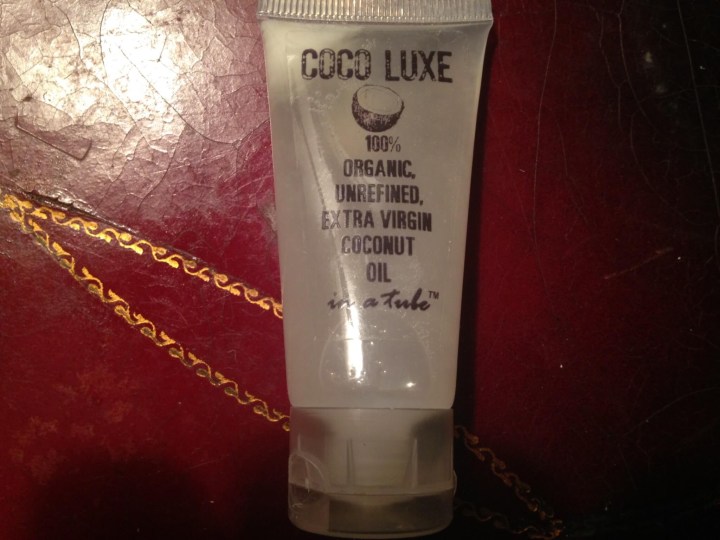 COCO LUXE
100%
ORGANIC,
UNREFINED,
EXTRA VIRGIN
COCONUT
OIL
in a tube™